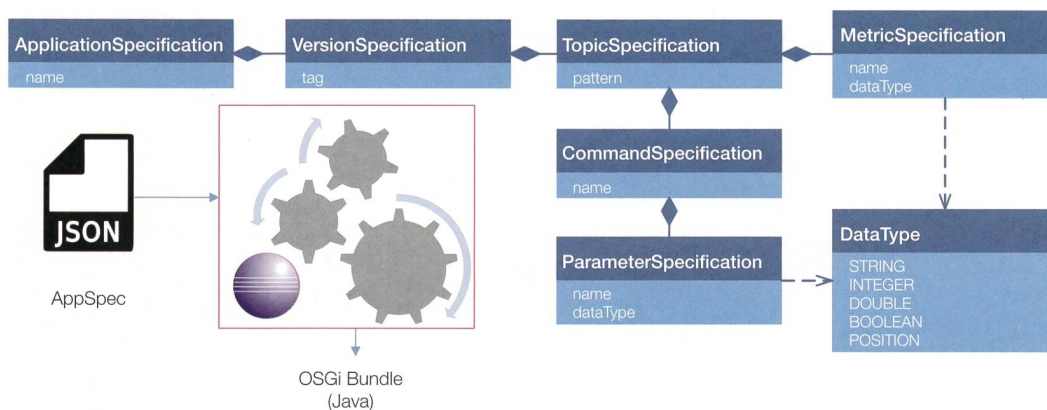 ApplicationSpecification
name
VersionSpecification
tag
TopicSpecification
pattern
MetricSpecification
name
dataType
CommandSpecification
name
JSON
AppSpec
ParameterSpecification
name
dataType
DataType
STRING
INTEGER
DOUBLE
BOOLEAN
POSITION
OSGi Bundle
(Java)